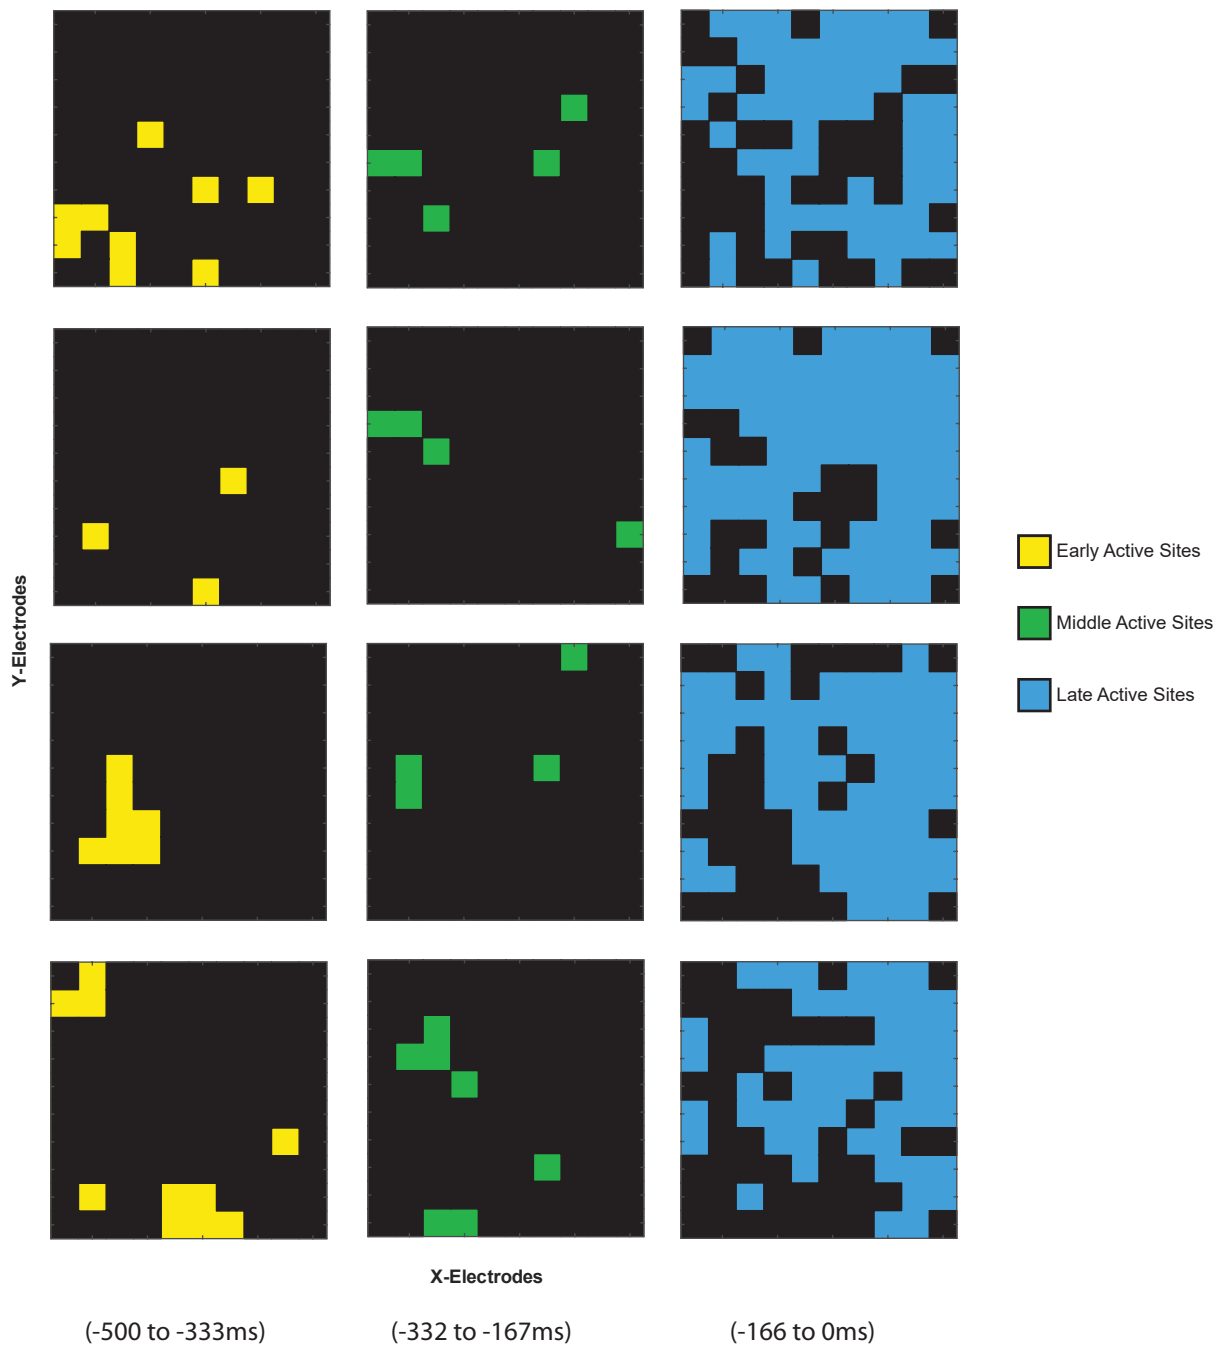 Y-Electrodes
Early Active Sites
Middle Active Sites
Late Active Sites
X-Electrodes
(-500 to -333ms)
(-332 to -167ms)
(-166 to 0ms)